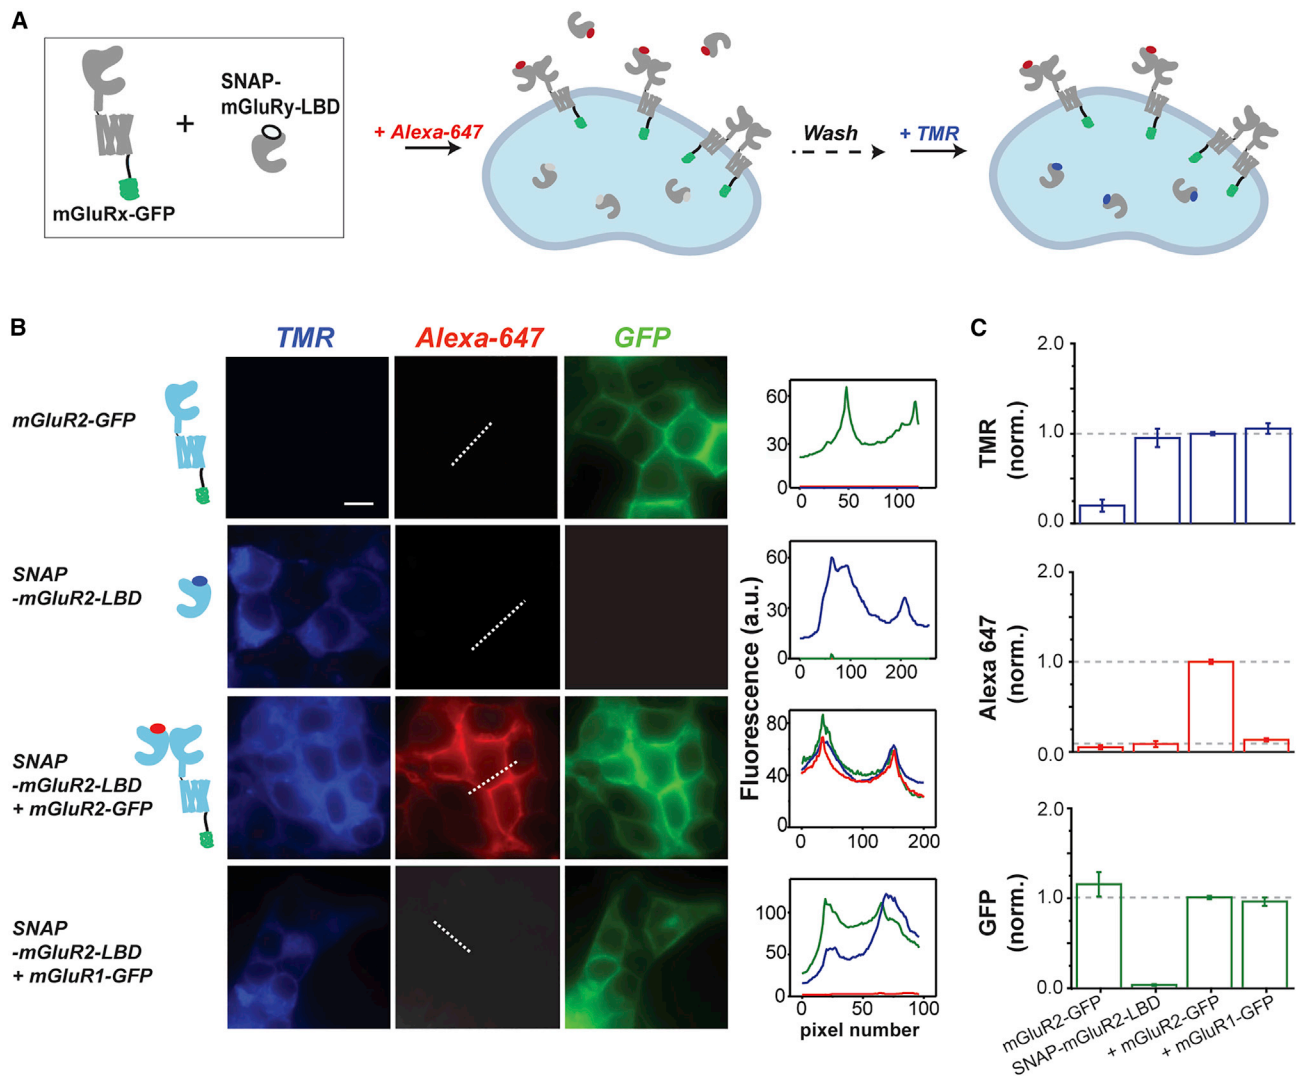 A
SNAP-
mGluRy-LBD
+
mGluRx-GFP
+ Alexa-647
Wash
+ TMR
B
TMR
Alexa-647
GFP
mGluR2-GFP
SNAP
-mGluR2-LBD
SNAP
-mGluR2-LBD
+ mGluR2-GFP
SNAP
-mGluR2-LBD
+ mGluR1-GFP
Fluorescence (a.u.)
60
30
0
0 50 100
60
30
0
0 100 200
80
40
0
0 100 200
100
50
0
0 50 100
pixel number
C
TMR
(norm.)
2.0
1.0
0.0
Alexa 647
(norm.)
2.0
1.0
0.0
GFP
(norm.)
2.0
1.0
0.0
mGluR2-GFP
SNAP-mGluR2-LBD
+ mGluR2-GFP
+ mGluR1-GFP